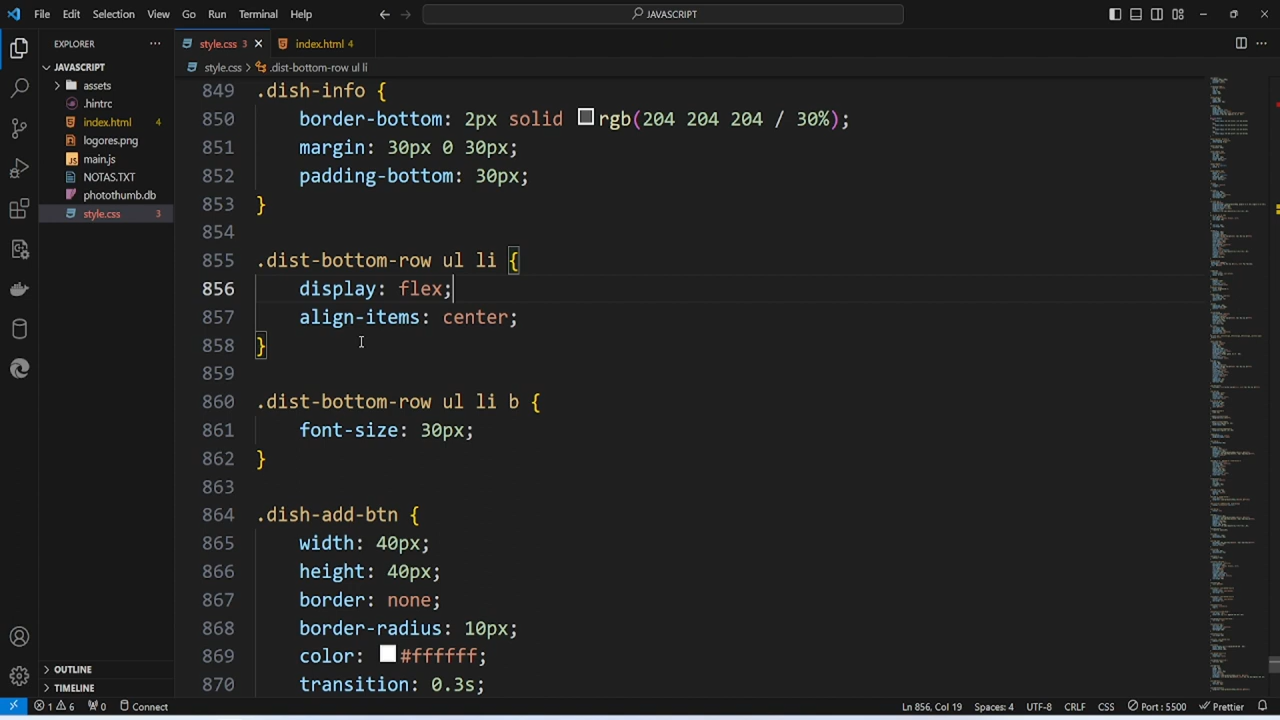 File Edit Selection View Go Run Terminal Help
JAVASCRIPT
EXPLORER
style.css 3
index.html 4
JAVASCRIPT
style.css > .dist-bottom-row ul li
assets
.hintrc
index.html 4
logores.png
main.js
NOTAS.TXT
photothumb.db
style.css 3
849 .dish-info {
850 border-bottom: 2px lid rgb(204 204 204 / 30%);
851 margin: 30px 0 30px
852 padding-bottom: 30px;
853 }
854
855 .dist-bottom-row ul li {
856 display: flex;
857 align-items: center;
858 }
859
860 .dist-bottom-row ul li b {
861 font-size: 30px;
862 }
863
864 .dish-add-btn {
865 width: 40px;
866 height: 40px;
867 border: none;
868 border-radius: 10px
869 color: #ffffff;
870 transition: .3s;
OUTLINE
TIMELINE
1 6 0 Connect Ln 856, Col 19 Spaces: 4 UTF-8 CRLF CSS Port : 5500 Prettier